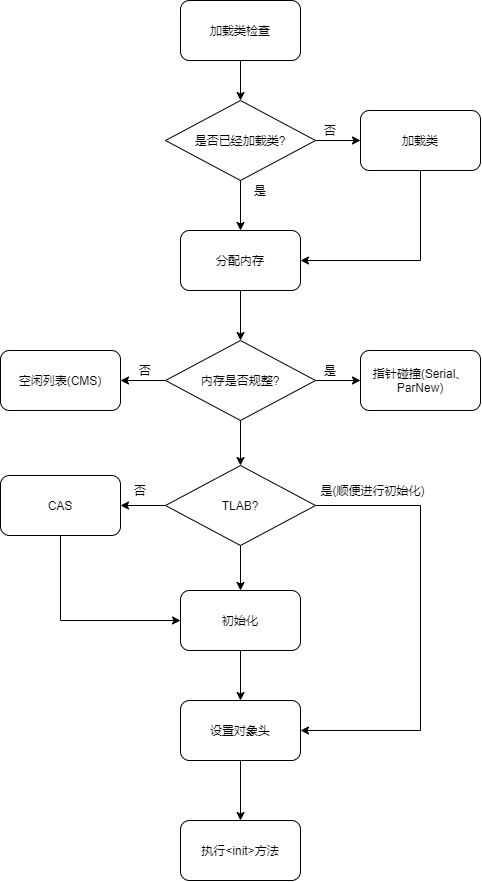 加载类检查
是否已经加载类?
否
加载类
是
分配内存
否
是
空闲列表(CMS)
内存是否规整?
指针碰撞(Serial、
ParNew)
否
是(顺便进行初始化)
CAS
TLAB?
初始化
设置对象头
执行<init>方法